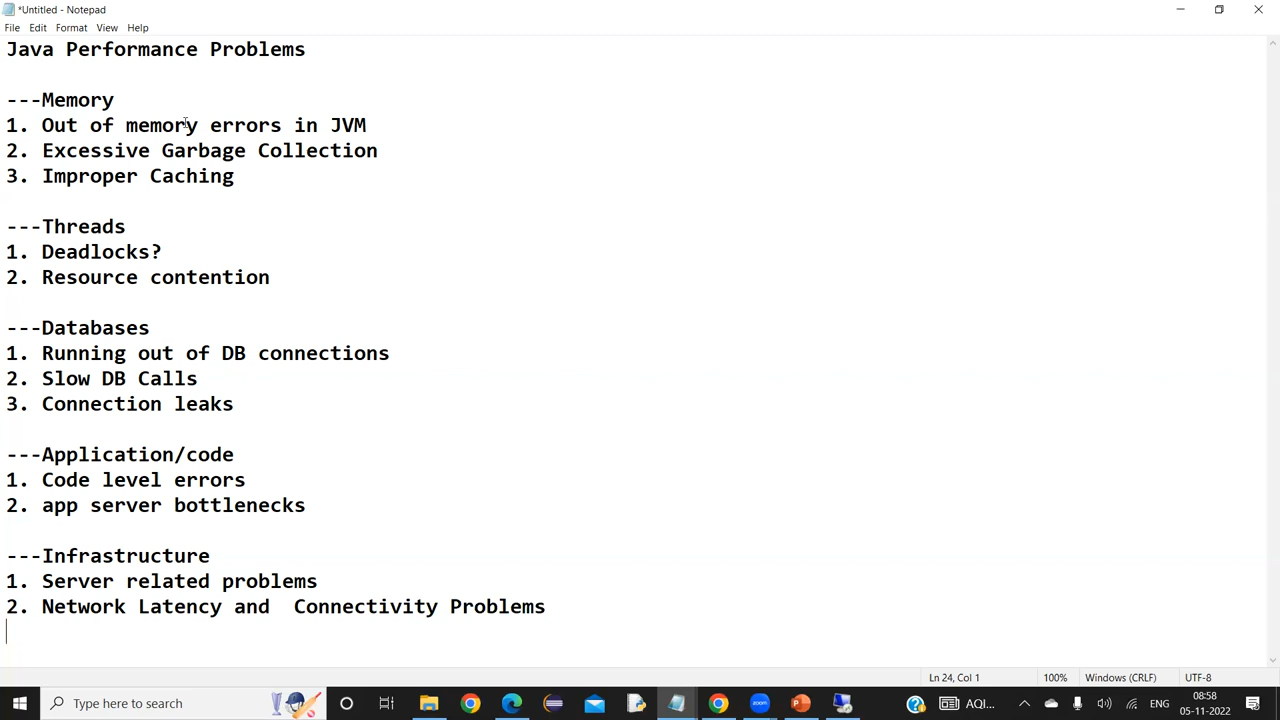 *Untitled - Notepad
File Edit Format View Help
Java Performance Problems
---Memory
1. Out of memory errors in JVM
2. Excessive Garbage Collection
3. Improper Caching
---Threads
1. Deadlocks?
2. Resource contention
---Databases
1. Running out of DB connections
2. Slow DB Calls
3. Connection leaks
---Application/code
1. Code level errors
2. app server bottlenecks
---Infrastructure
1. Server related problems
2. Network Latency and  Connectivity Problems
Ln 24, Col 1 100% Windows (CRLF) UTF-8
Type here to search
zoom
AQI...
ENG
08:58
05-11-2022